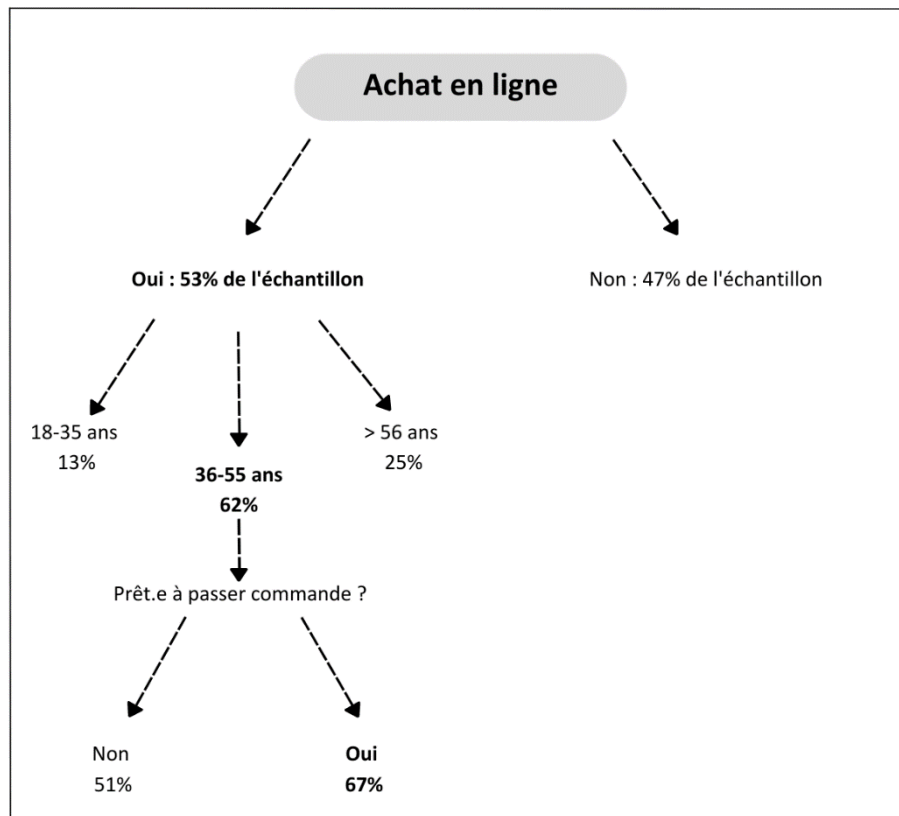 Achat en ligne
Oui : 53% de l'échantillon
Non : 47% de l'échantillon
18-35 ans
13%
36-55 ans
62%
> 56 ans
25%
Prêt.e à passer commande ?
Non
51%
Oui
67%